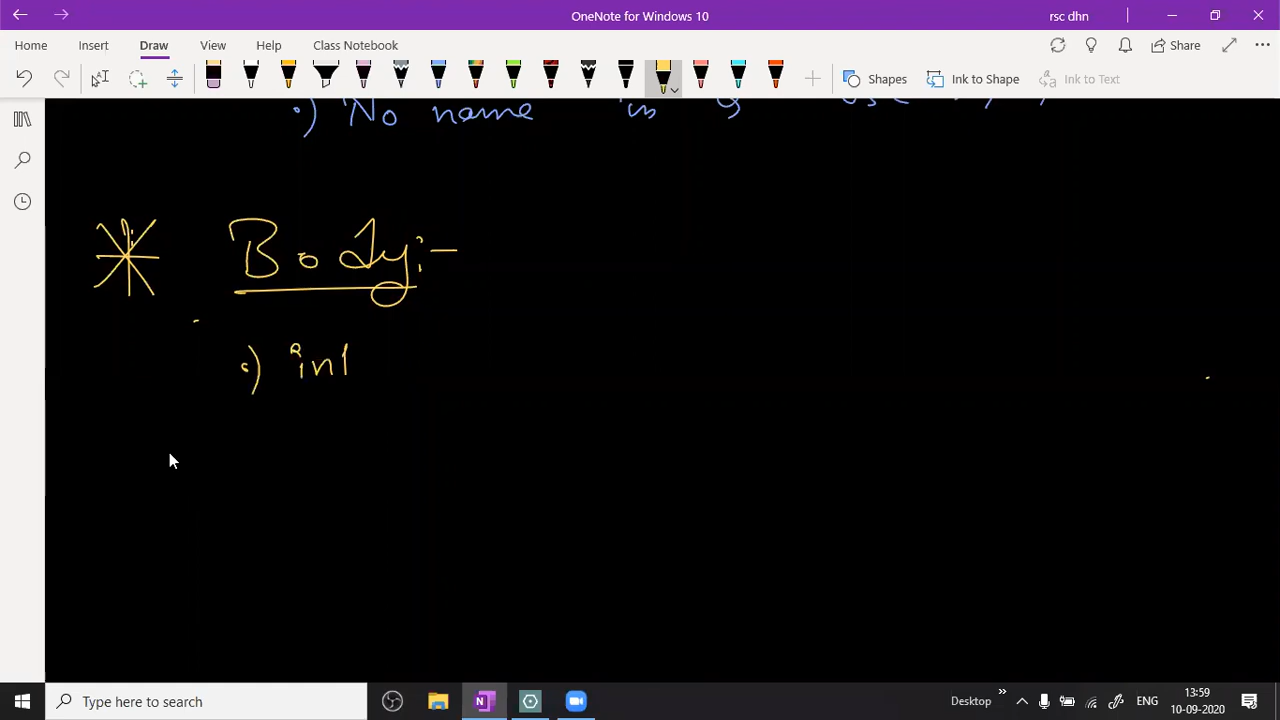 OneNote for Windows 10
rsc dhn
Home Insert Draw View Help Class Notebook
Share
Shapes Ink to Shape Ink to Text
•) No name in
* Body:-
•) int
Type here to search
Desktop
ENG
13:59
10-09-2020